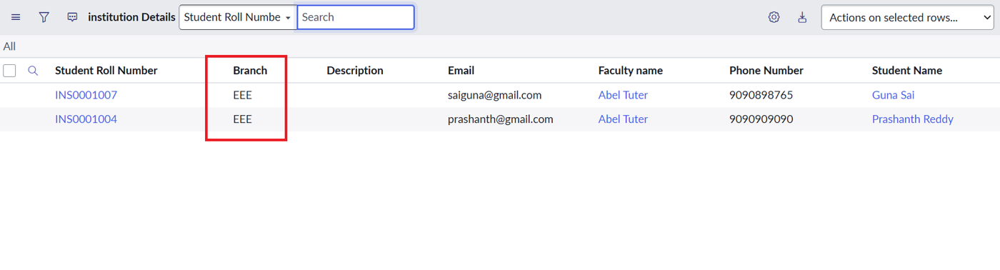 institution Details Student Roll Numbe Search Actions on selected rows...
All
Student Roll Number Branch Description Email Faculty name Phone Number Student Name
INS0001007 EEE saiguna@gmail.com Abel Tuter 9090898765 Guna Sai
INS0001004 EEE prashanth@gmail.com Abel Tuter 9090909090 Prashanth Reddy